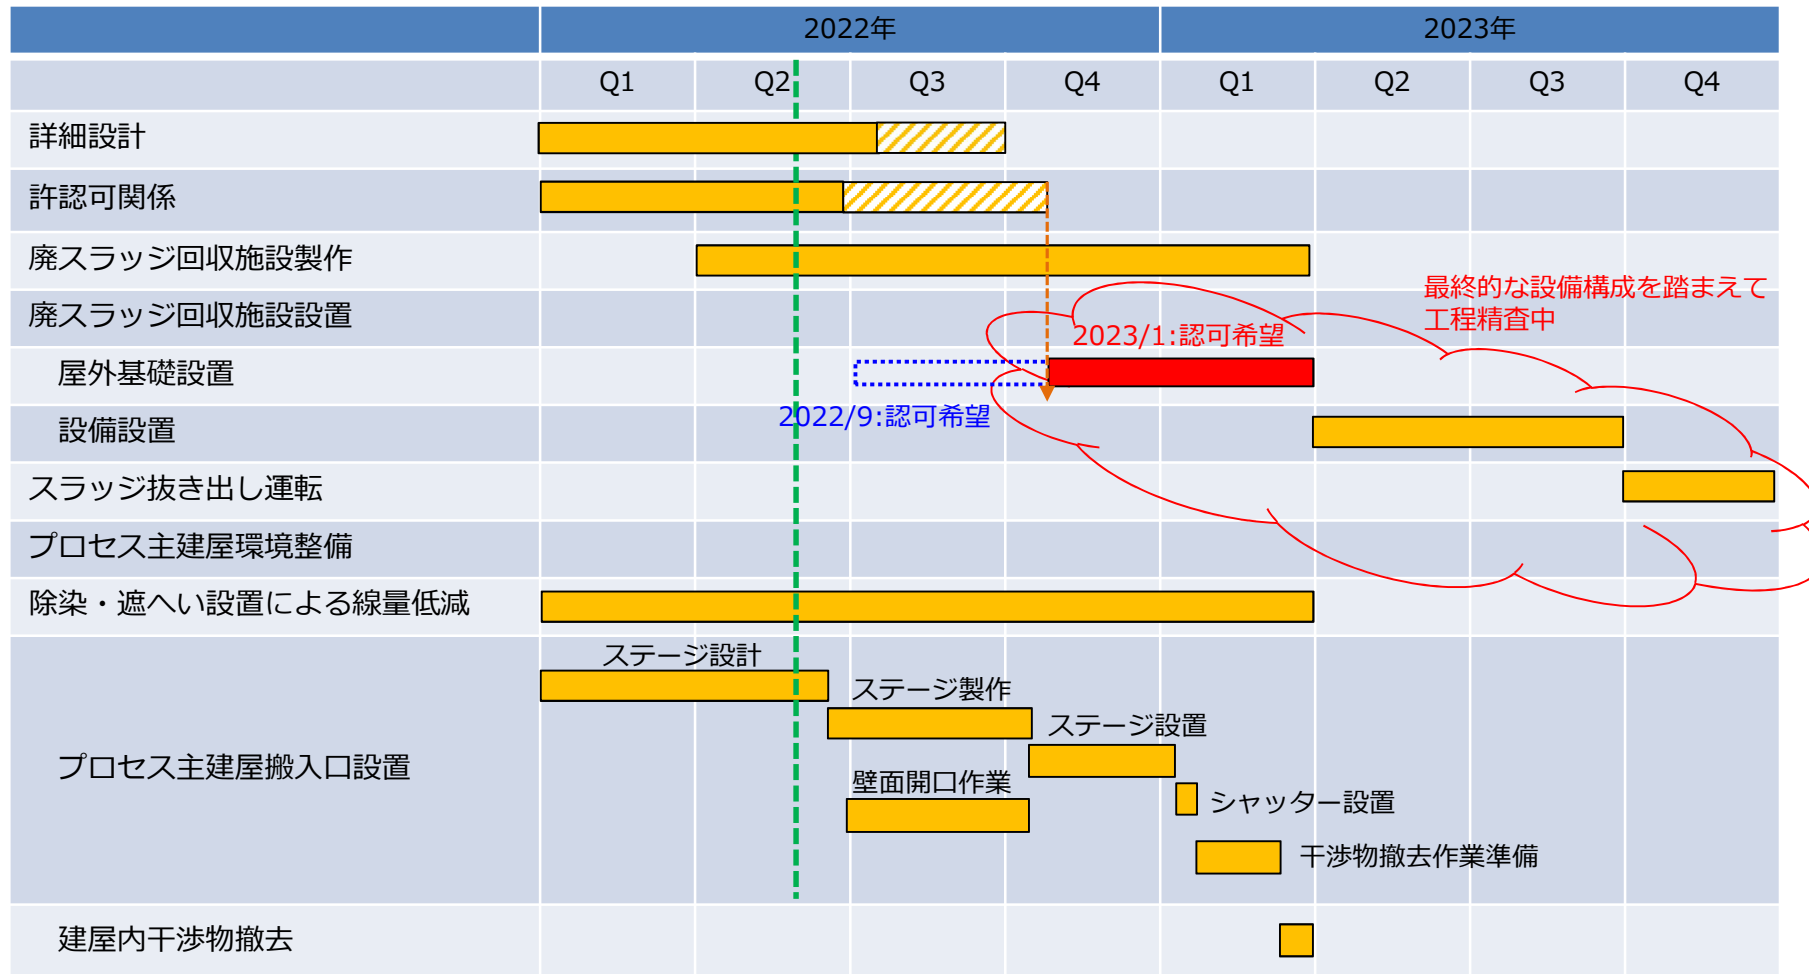 2022年 2023年
Q1 Q2 Q3 Q4 Q1 Q2 Q3 Q4
詳細設計
許認可関係
廃スラッジ回収施設製作
廃スラッジ回収施設設置
最終的な設備構成を踏まえて
工程精査中
2023/1:認可希望
屋外基礎設置
2022/9:認可希望
設備設置
スラッジ抜き出し運転
プロセス主建屋環境整備
除染・遮へい設置による線量低減
ステージ設計
ステージ製作
ステージ設置
プロセス主建屋搬入口設置
壁面開口作業
シャッター設置
干渉物撤去作業準備
建屋内干渉物撤去